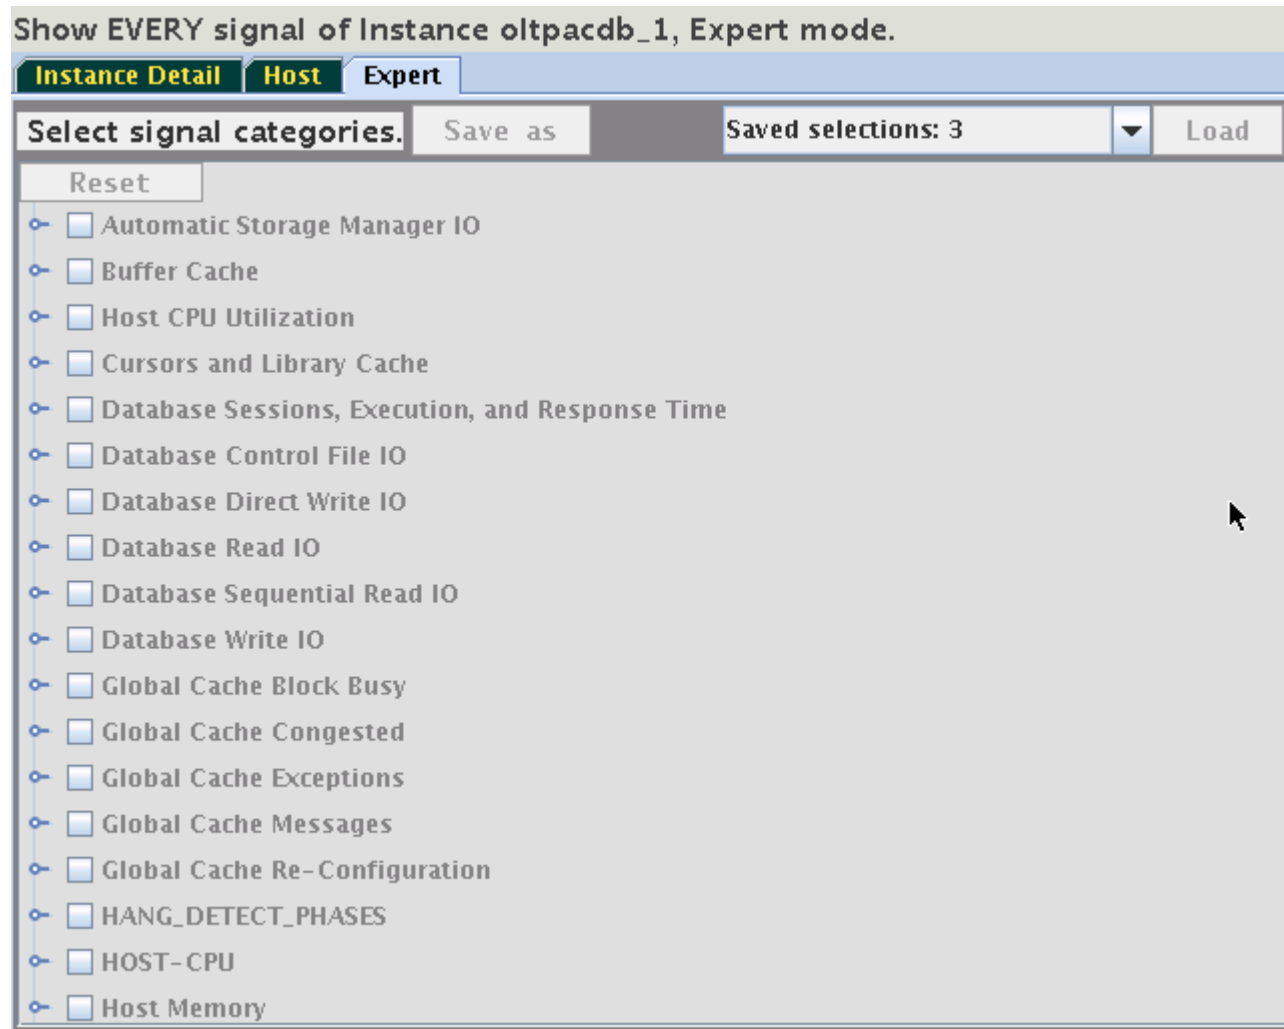 Show EVERY signal of Instance oltpacdb_1, Expert mode.
Instance Detail Host Expert
Select signal categories. Save as Saved selections: 3 Load
Reset
Automatic Storage Manager IO
Buffer Cache
Host CPU Utilization
Cursors and Library Cache
Database Sessions, Execution, and Response Time
Database Control File IO
Database Direct Write IO
Database Read IO
Database Sequential Read IO
Database Write IO
Global Cache Block Busy
Global Cache Congested
Global Cache Exceptions
Global Cache Messages
Global Cache Re-Configuration
HANG_DETECT_PHASES
HOST-CPU
Host Memory